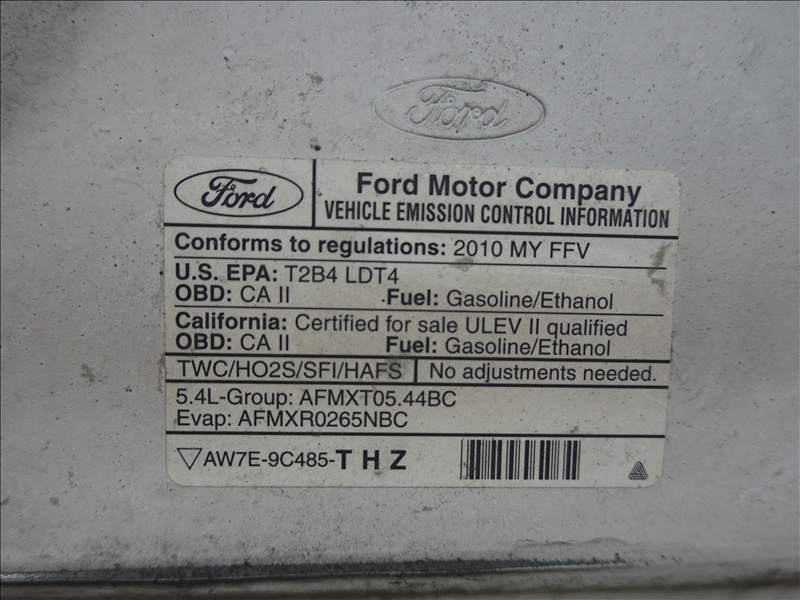 Ford
Ford
Ford Motor Company
VEHICLE EMISSION CONTROL INFORMATION
Conforms to regulations: 2010 MY FFV
U.S. EPA: T2B4 LDT4
OBD: CA II Fuel: Gasoline/Ethanol
California: Certified for sale ULEV II qualified
OBD: CA II Fuel: Gasoline/Ethanol
TWC/HO2S/SFI/HAFS No adjustments needed.
5.4L-Group: AFMXT05.44BC
Evap: AFMXR0265NBC
AW7E-9C485-THZ